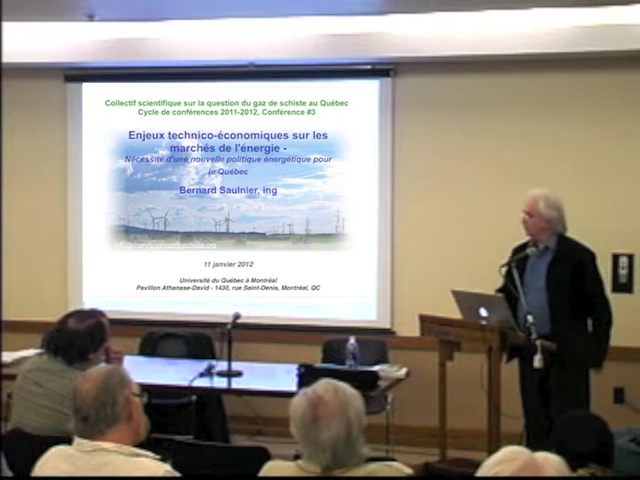 Collectif scientifique sur la question du gaz de schiste au Québec
Cycle de conférences 2011-2012, Conférence #3
Enjeux technico-économiques sur les
marchés de l'énergie -
Nécessité d'une nouvelle politique énergétique pour
le Québec
Bernard Saulnier, ing
11 janvier 2012
Université du Québec à Montréal
Pavillon Athanase-David - 1430, rue Saint-Denis, Montréal, QC